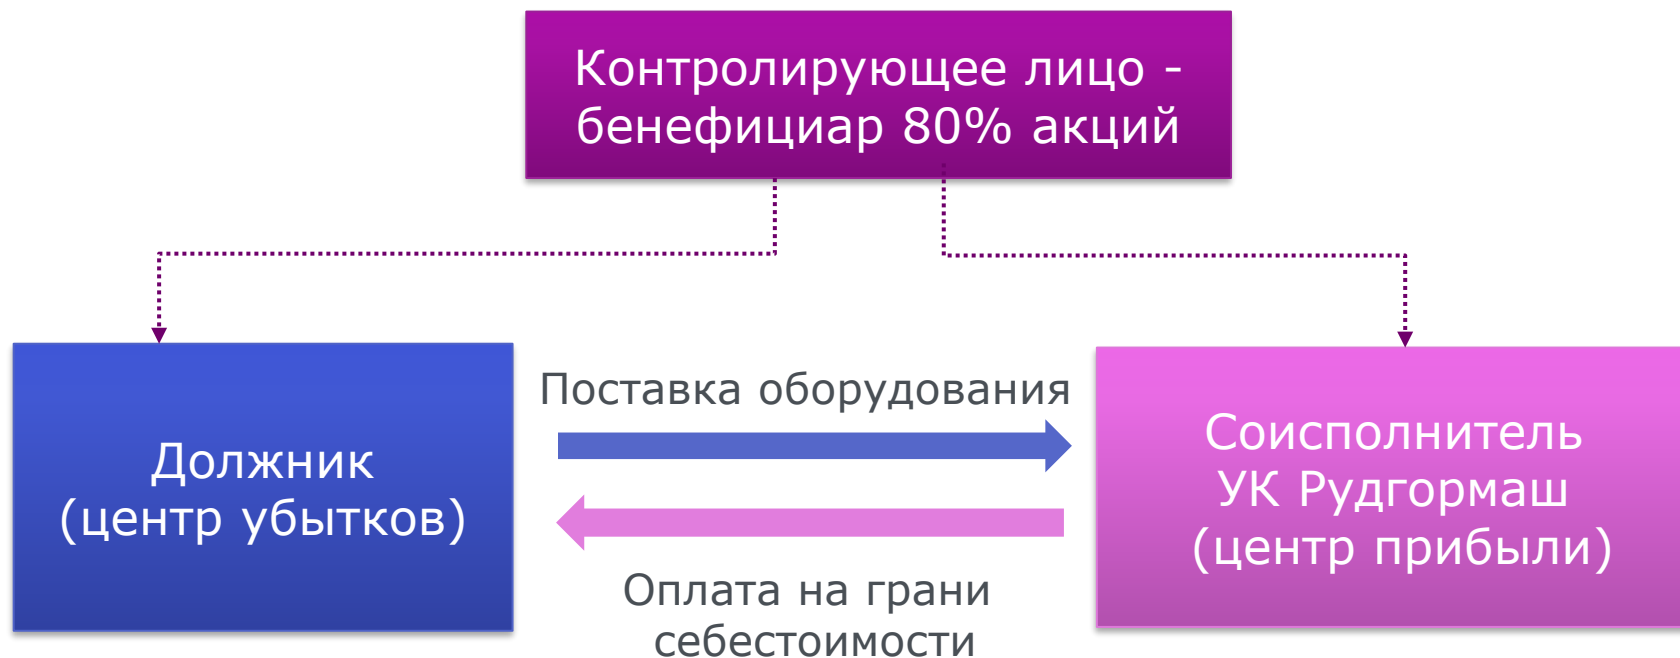 Контролирующее лицо -
бенефициар 80% акций
Поставка оборудования
Должник
(центр убытков)
Соисполнитель
УК Рудгормаш
(центр прибыли)
Оплата на грани
себестоимости